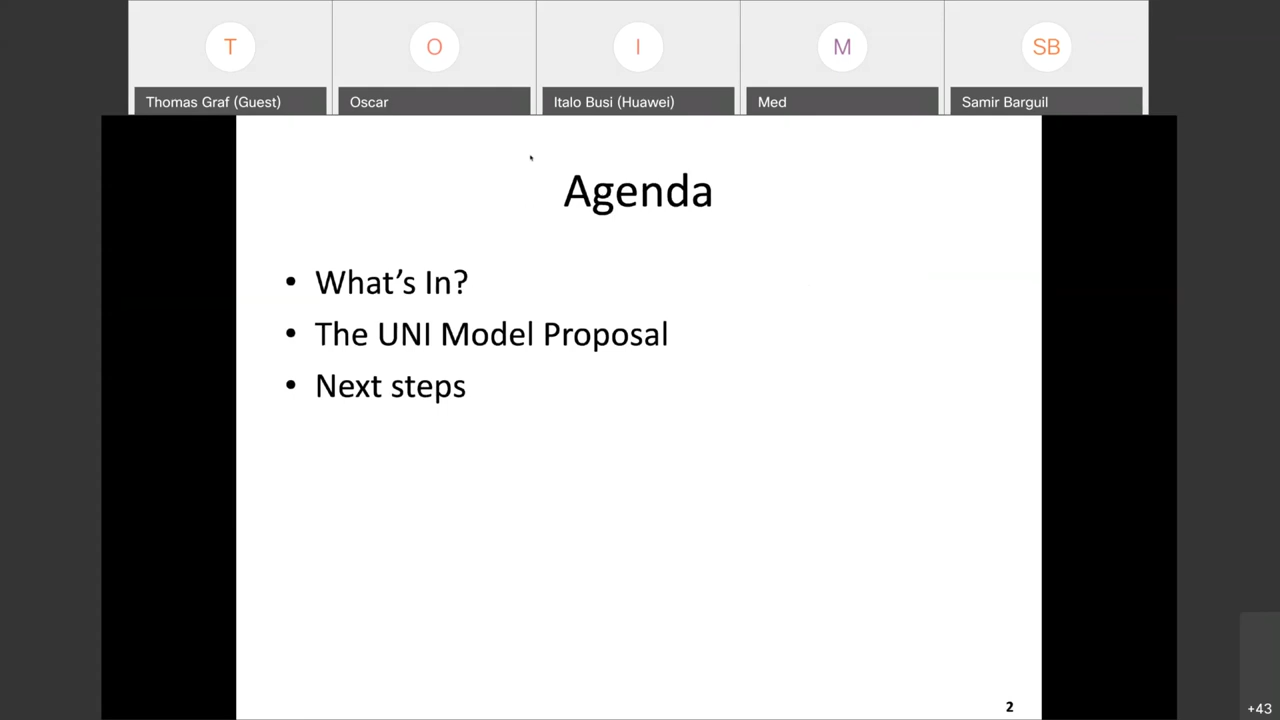 T
O
I
M
SB
Thomas Graf (Guest)
Oscar
Italo Busi (Huawei)
Med
Samir Barguil
Agenda
• What's In?
• The UNI Model Proposal
• Next steps
2
+43